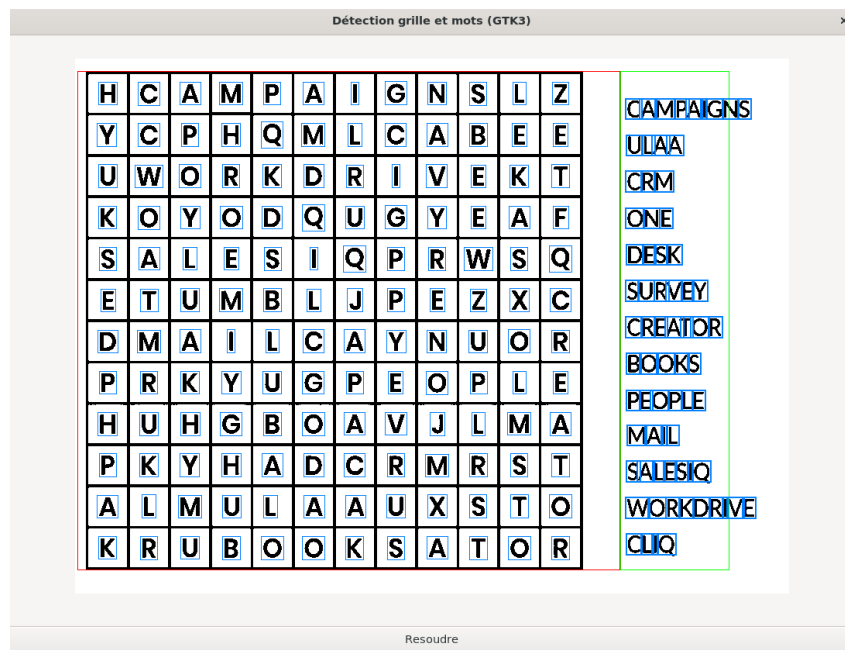 Détection grille et mots (GTK3)
H C A M P A I G N S L Z
Y C P H Q M L C A B E E
U W O R K D R I V E K T
K O Y O D Q U G Y E A F
S A L E S I Q P R W S Q
E T U M B L J P E Z X C
D M A I L C A Y N U O R
P R K Y U G P E O P L E
H U H G B O A V J L M A
P K Y H A D C R M R S T
A L M U L A A U X S T O
K R U B O O K S A T O R
CAMPAIGNS
ULAA
CRM
ONE
DESK
SURVEY
CREATOR
BOOKS
PEOPLE
MAIL
SALESIQ
WORKDRIVE
CLIQ
Resoudre